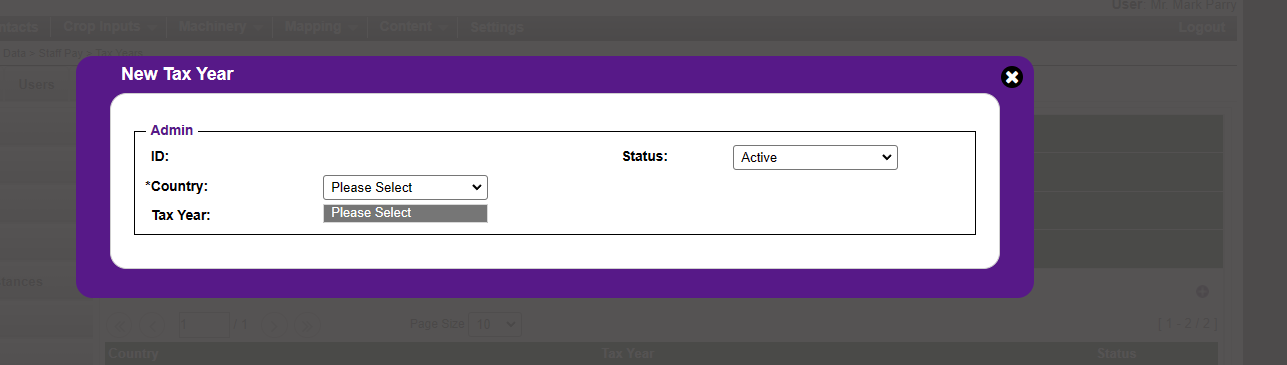 User: Mr. Mark Parry
ntacts Crop Inputs Machinery Mapping Content Settings Logout
Data > Staff Pay > Tax Years
Users
New Tax Year
Admin
ID: Status: Active
*Country: Please Select
Tax Year: Please Select
tances
1 / 1 Page Size 10 [ 1 - 2 / 2 ]
Country Tax Year Status